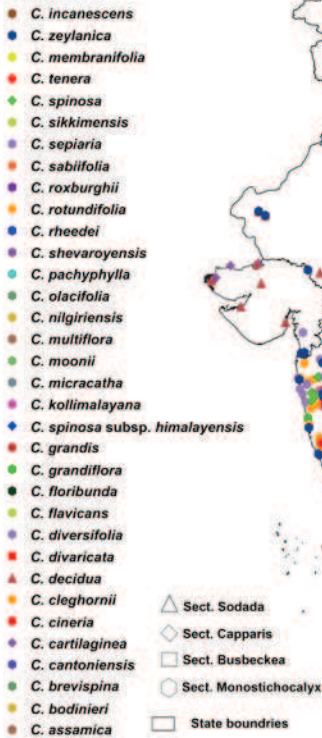 C. incanescens
C. zeylanica
C. membranifolia
C. tenera
C. spinosa
C. sikkimensis
C. sepiaria
C. sabiifolia
C. roxburghii
C. rotundifolia
C. rheedei
C. shevaroyensis
C. pachyphylla
C. olacifolia
C. nilgiriensis
C. multiflora
C. moonii
C. micracatha
C. kollimalayana
C. spinosa subsp. himalayensis
C. grandis
C. grandiflora
C. floribunda
C. flavicans
C. diversifolia
C. divaricata
C. decidua
C. cleghornii
C. cineria
C. cartilaginea
C. cantoniensis
C. brevispina
C. bodinieri
C. assamica
Sect. Sodada
Sect. Capparis
Sect. Busbeckea
Sect. Monostichocalyx
State boundries